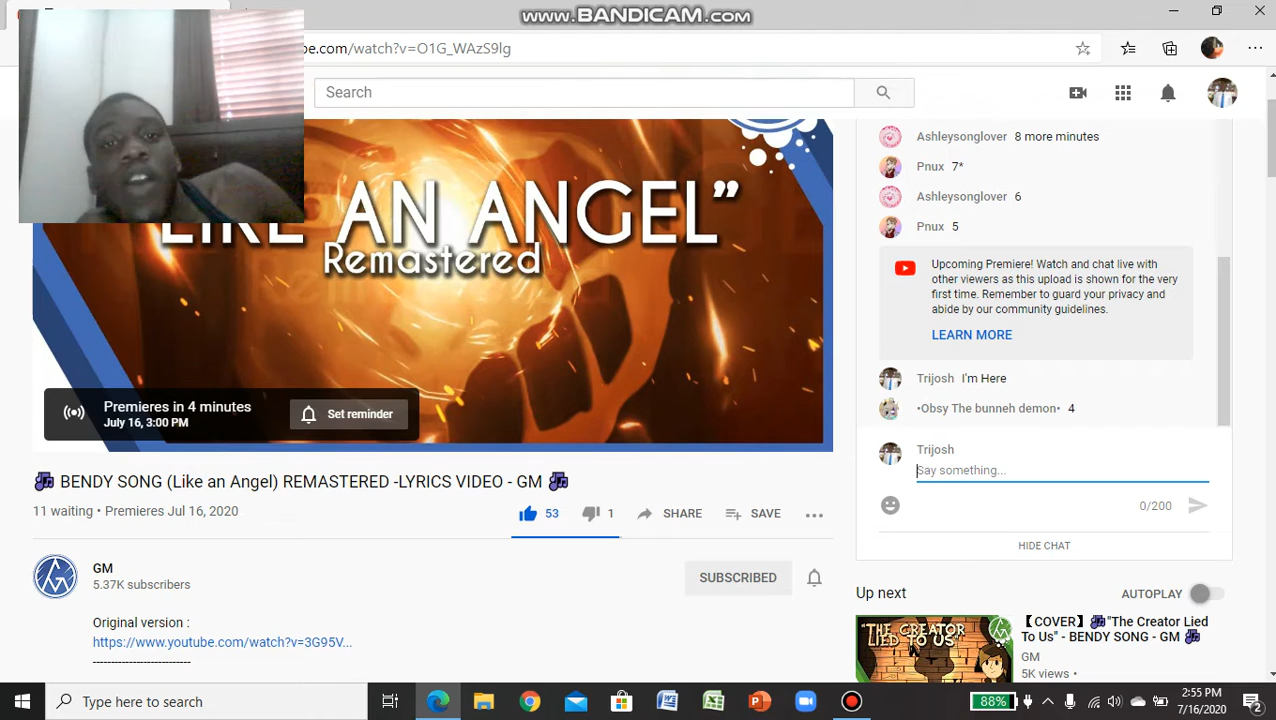 www.BANDICAM.com
be.com/watch?v=O1G_WAzS9lg
Search
"LIKE AN ANGEL"
Remastered
Premieres in 4 minutes
July 16, 3:00 PM
Set reminder
BENDY SONG (Like an Angel) REMASTERED -LYRICS VIDEO - GM
11 waiting • Premieres Jul 16, 2020
53
1
SHARE
SAVE
GM
5.37K subscribers
SUBSCRIBED
Original version :
https://www.youtube.com/watch?v=3G95V...
-------------------------
Ashleysonglover 8 more minutes
Pnux 7*
Ashleysonglover 6
Pnux 5
Upcoming Premiere! Watch and chat live with
other viewers as this upload is shown for the very
first time. Remember to guard your privacy and
abide by our community guidelines.
LEARN MORE
Trijosh I'm Here
•Obsy The bunneh demon• 4
Trijosh
Say something...
0/200
HIDE CHAT
Up next
AUTOPLAY
"THE CREATOR
LIED TO US"
【COVER】"The Creator Lied
To Us" - BENDY SONG - GM
GM
5K views •
Type here to search
88%
2:55 PM
7/16/2020
2